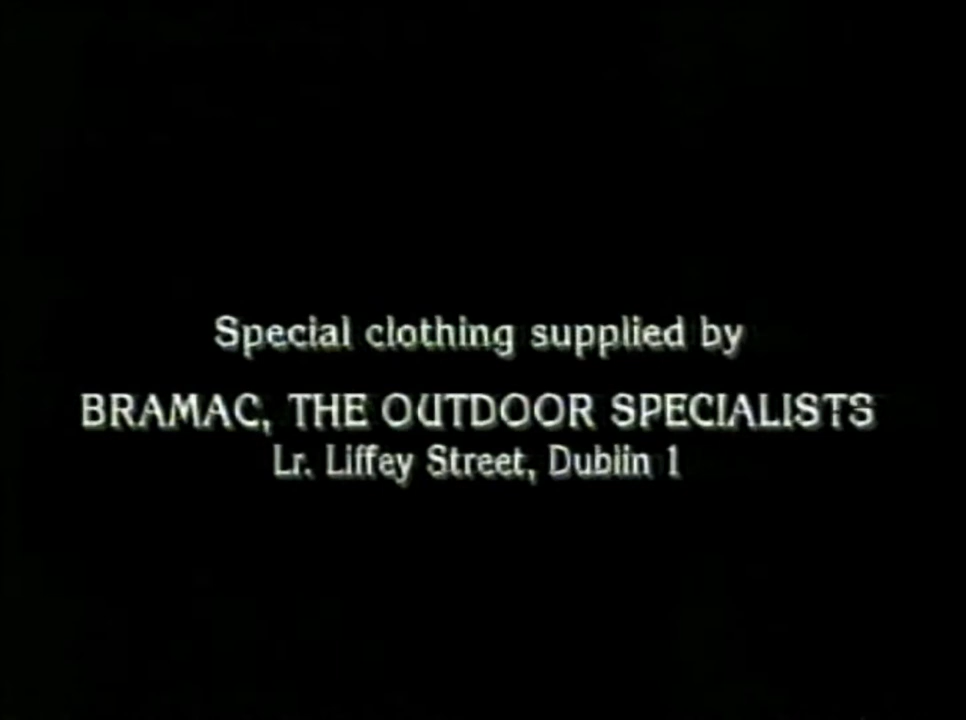 Special clothing supplied by
BRAMAC, THE OUTDOOR SPECIALISTS
Lr. Liffey Street, Dublin 1